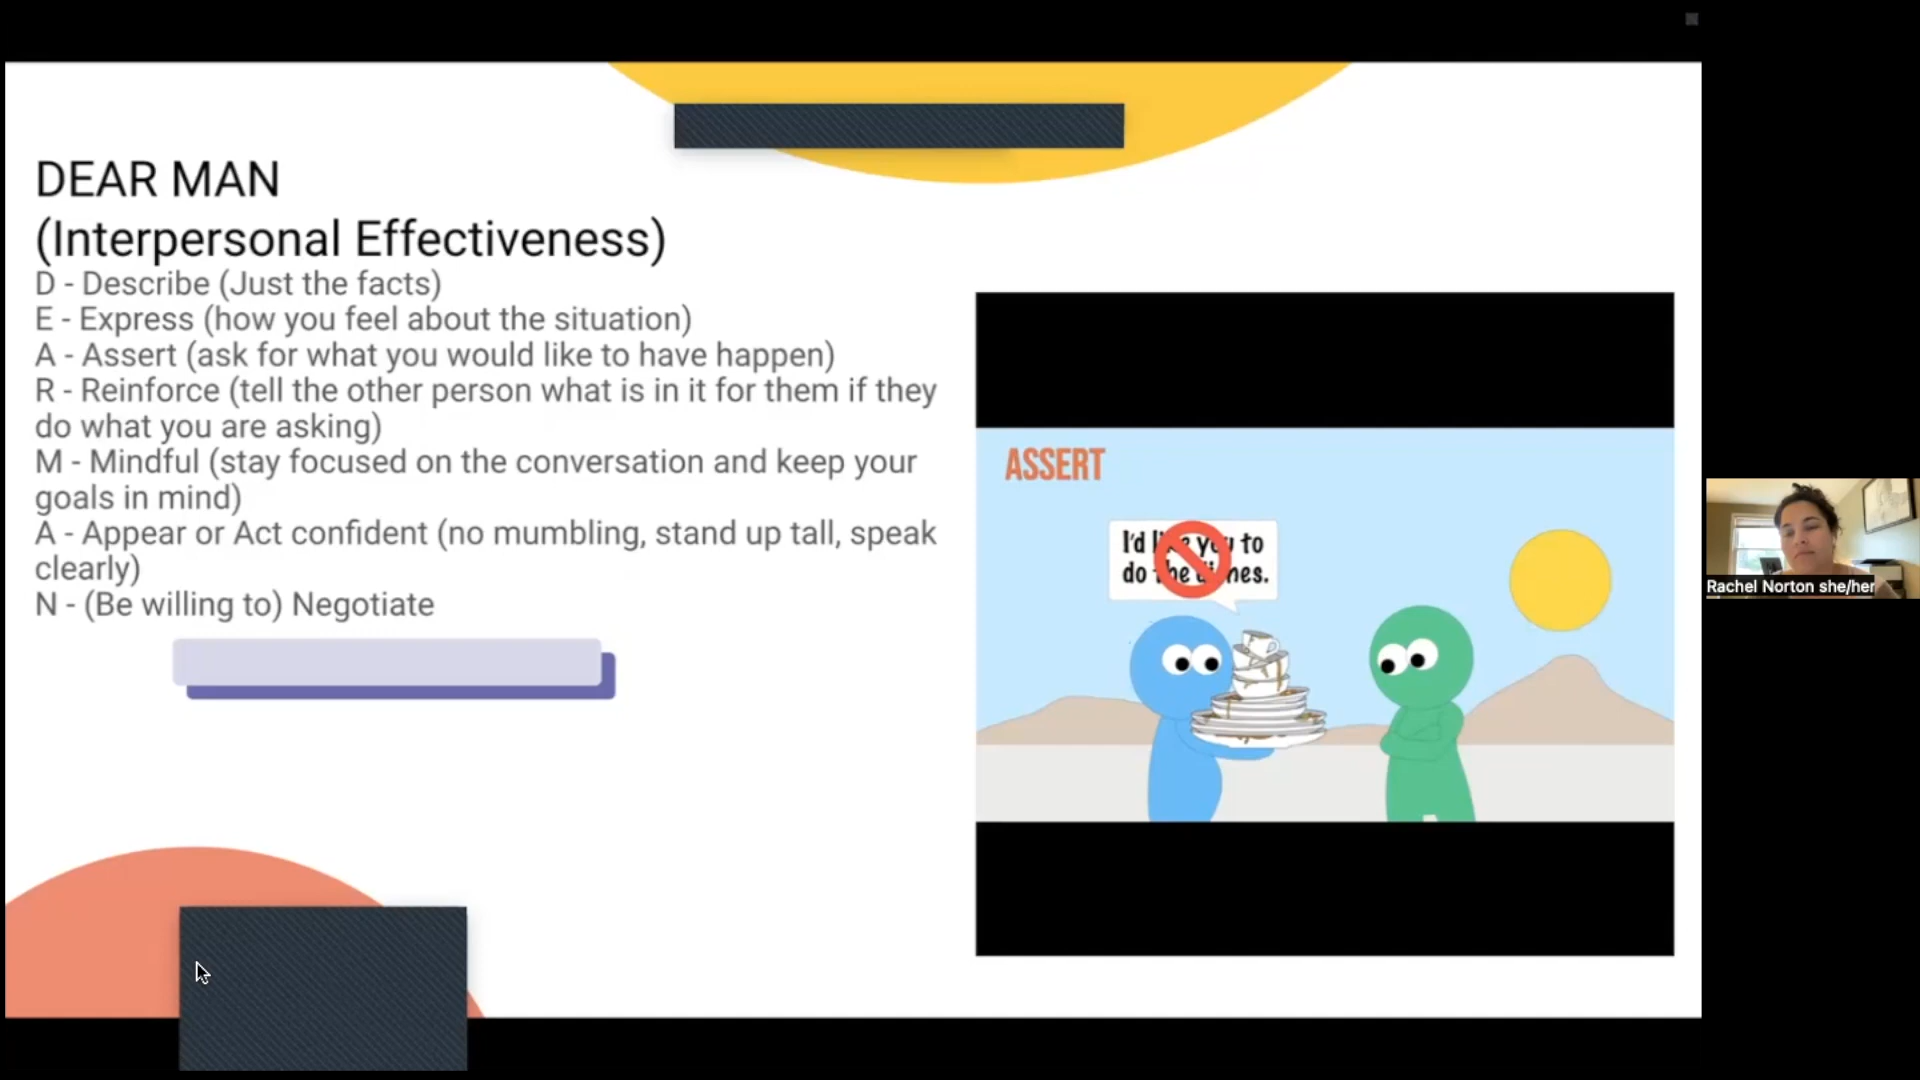 DEAR MAN
(Interpersonal Effectiveness)
D - Describe (Just the facts)
E - Express (how you feel about the situation)
A - Assert (ask for what you would like to have happen)
R - Reinforce (tell the other person what is in it for them if they
do what you are asking)
M - Mindful (stay focused on the conversation and keep your
goals in mind)
A - Appear or Act confident (no mumbling, stand up tall, speak
clearly)
N - (Be willing to) Negotiate
ASSERT
I'd like you to
do the dishes.
Rachel Norton she/her